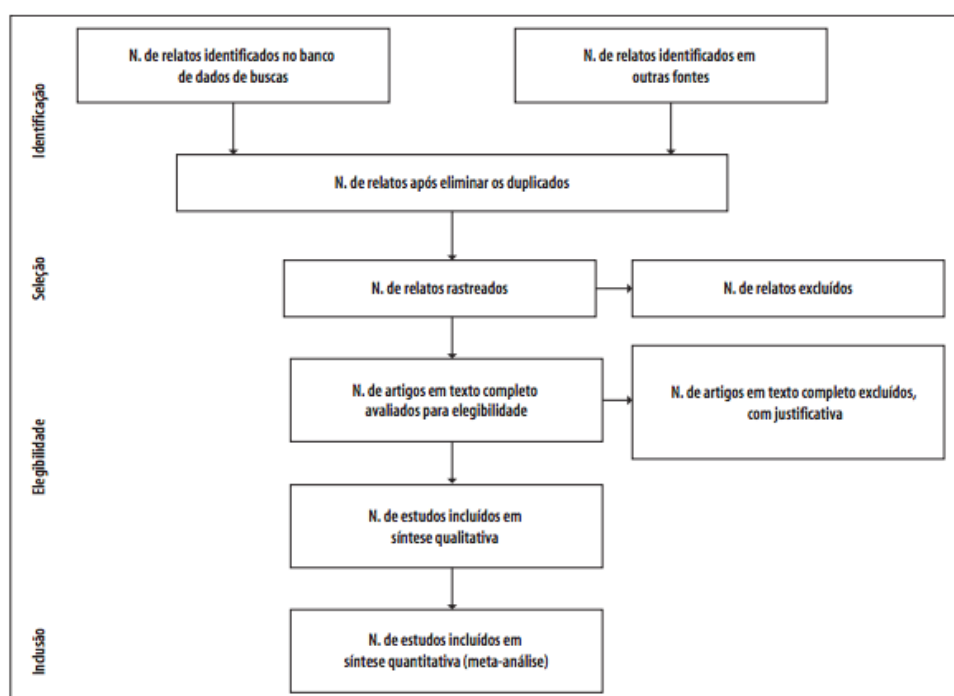 Identificação
N. de relatos identificados no banco
de dados de buscas
N. de relatos identificados em
outras fontes
N. de relatos após eliminar os duplicados
Seleção
N. de relatos rastreados
N. de relatos excluídos
Elegibilidade
N. de artigos em texto completo
avaliados para elegibilidade
N. de artigos em texto completo excluídos,
com justificativa
N. de estudos incluídos em
síntese qualitativa
Inclusão
N. de estudos incluídos em
síntese quantitativa (meta-análise)